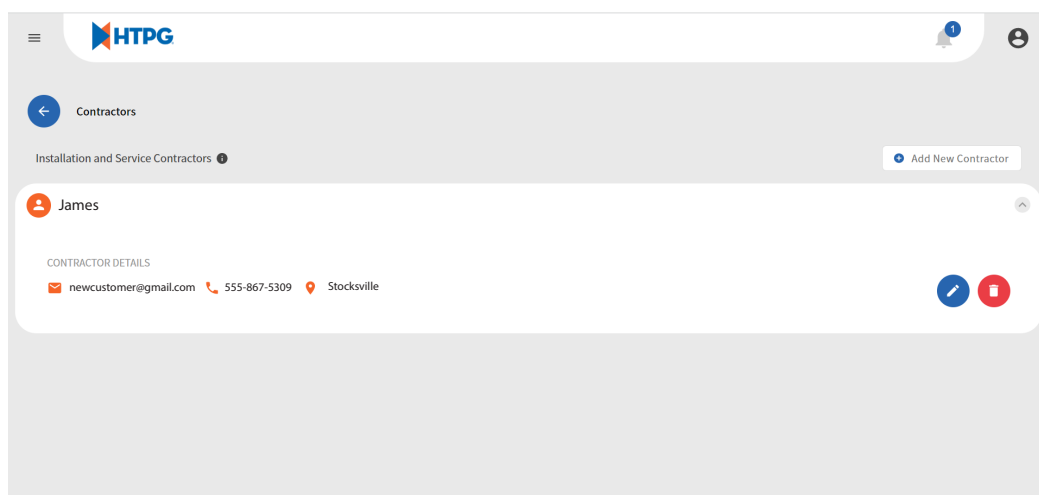 HTPG
1
Contractors
Installation and Service Contractors
Add New Contractor
James
CONTRACTOR DETAILS
newcustomer@gmail.com 555-867-5309 Stocksville